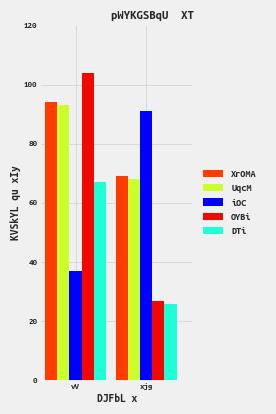 pWYKGSBqU  XT
120
100
80
60
40
20
0
KVSkYL qu xIy
vV
xjg
DJFbL x
XrOMA
UqcM
iOC
OYBi
DTi